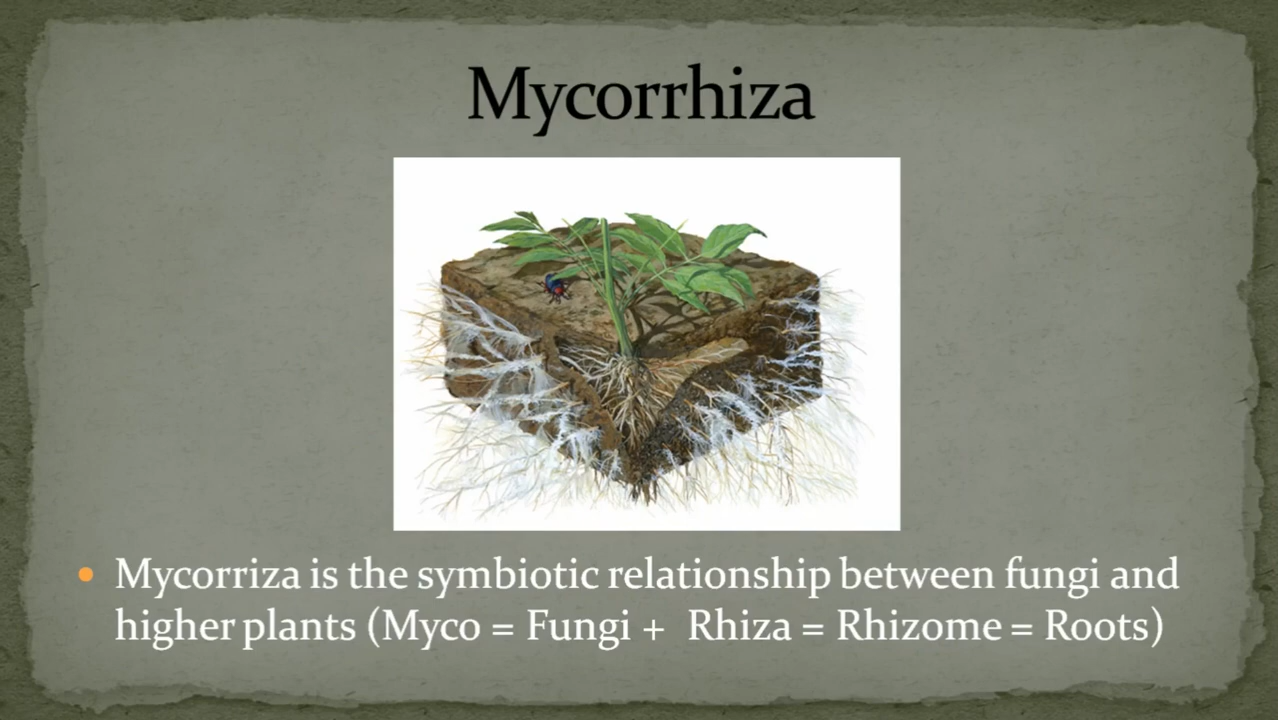 Mycorrhiza
• Mycorriza is the symbiotic relationship between fungi and
higher plants (Myco = Fungi + Rhiza = Rhizome = Roots)